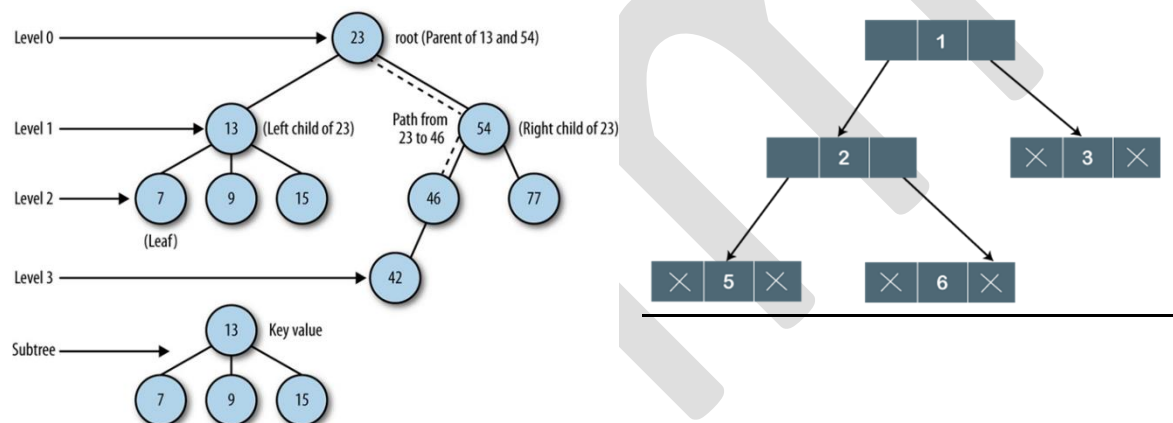 Level 0
23
root (Parent of 13 and 54)
Level 1
13
(Left child of 23)
Path from
23 to 46
54
(Right child of 23)
Level 2
7
9
15
46
77
(Leaf)
Level 3
42
13
Key value
Subtree
7
9
15
1
2
3
5
6